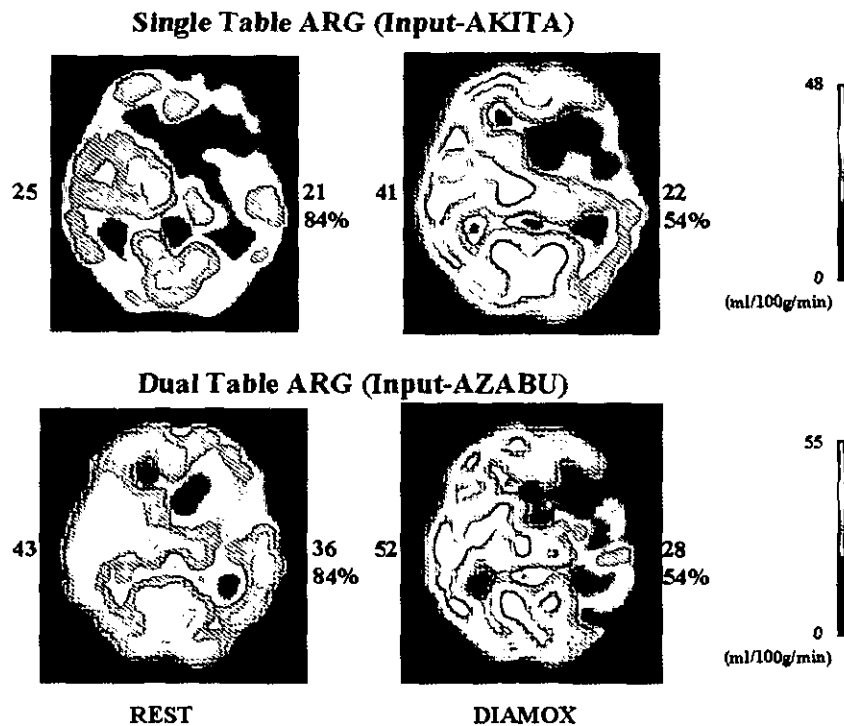 Single Table ARG (Input-AKITA)
48
25
21
84%
41
22
54%
0
(ml/100g/min)
Dual Table ARG (Input-AZABU)
55
43
36
84%
52
28
54%
0
(ml/100g/min)
REST
DIAMOX